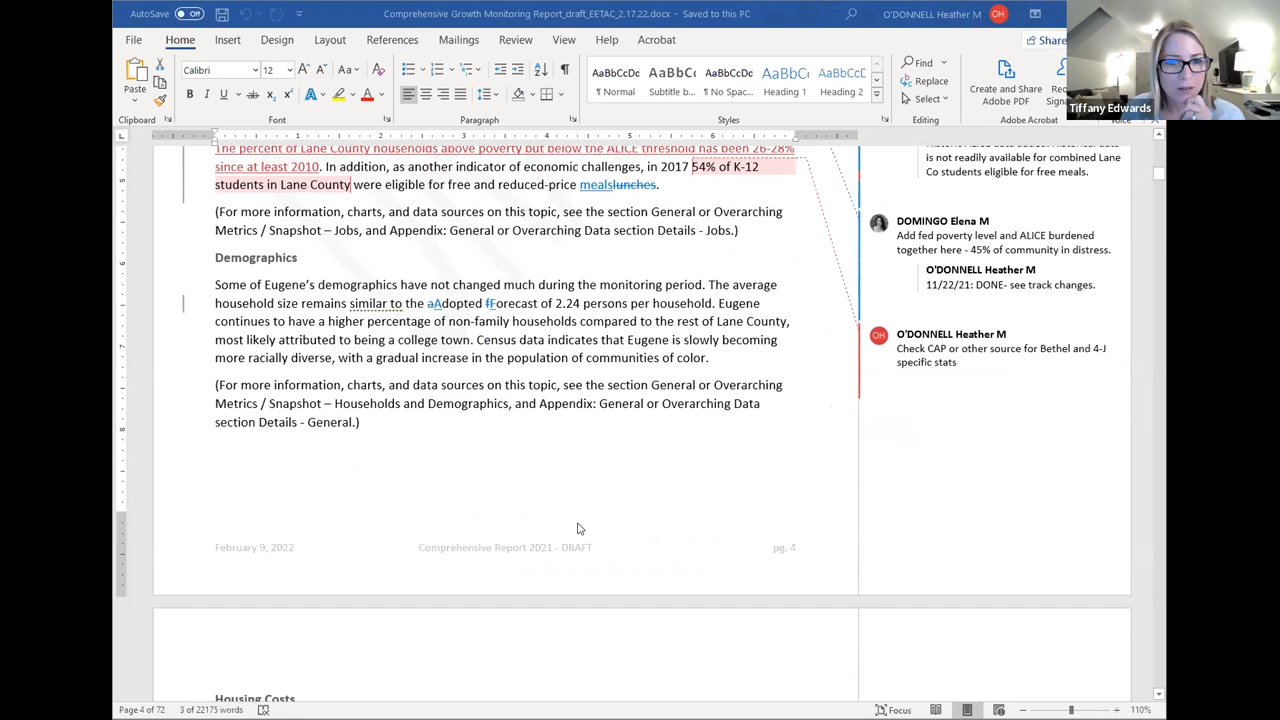 AutoSave Off Comprehensive Growth Monitoring Report_draft_EETAC_2.17.22.docx - Saved to this PC O'DONNELL Heather M OH
File Home Insert Design Layout References Mailings Review View Help Acrobat Share
Tiffany Edwards
Paste
Calibri 12
Clipboard Font Paragraph Styles Adobe Acrobat Voice
AaBbCcDd AaBbCcD AaBbCcDd AaBbCcD AaBbCcD
¶ Normal Subtitle b... ¶ No Spac... Heading 1 Heading 2
Find
Replace
Select
Create and Share
Adobe PDF
1 2 3 4 5 6 7
The percent of Lane County households above poverty but below the ALICE threshold has been 26-28%
since at least 2010. In addition, as another indicator of economic challenges, in 2017 54% of K-12
students in Lane County were eligible for free and reduced-price mealslunches.
(For more information, charts, and data sources on this topic, see the section General or Overarching
Metrics / Snapshot – Jobs, and Appendix: General or Overarching Data section Details - Jobs.)
Demographics
Some of Eugene's demographics have not changed much during the monitoring period. The average
household size remains similar to the aAdopted fForecast of 2.24 persons per household. Eugene
continues to have a higher percentage of non-family households compared to the rest of Lane County,
most likely attributed to being a college town. Census data indicates that Eugene is slowly becoming
more racially diverse, with a gradual increase in the population of communities of color.
(For more information, charts, and data sources on this topic, see the section General or Overarching
Metrics / Snapshot – Households and Demographics, and Appendix: General or Overarching Data
section Details - General.)
February 9, 2022 Comprehensive Report 2021 - DRAFT pg. 4
Housing Costs
is not readily available for combined Lane
Co students eligible for free meals.
DOMINGO Elena M
Add fed poverty level and ALICE burdened
together here - 45% of community in distress.
O'DONNELL Heather M
11/22/21: DONE- see track changes.
OH
O'DONNELL Heather M
Check CAP or other source for Bethel and 4-J
specific stats
Page 4 of 72 3 of 22175 words Focus 110%